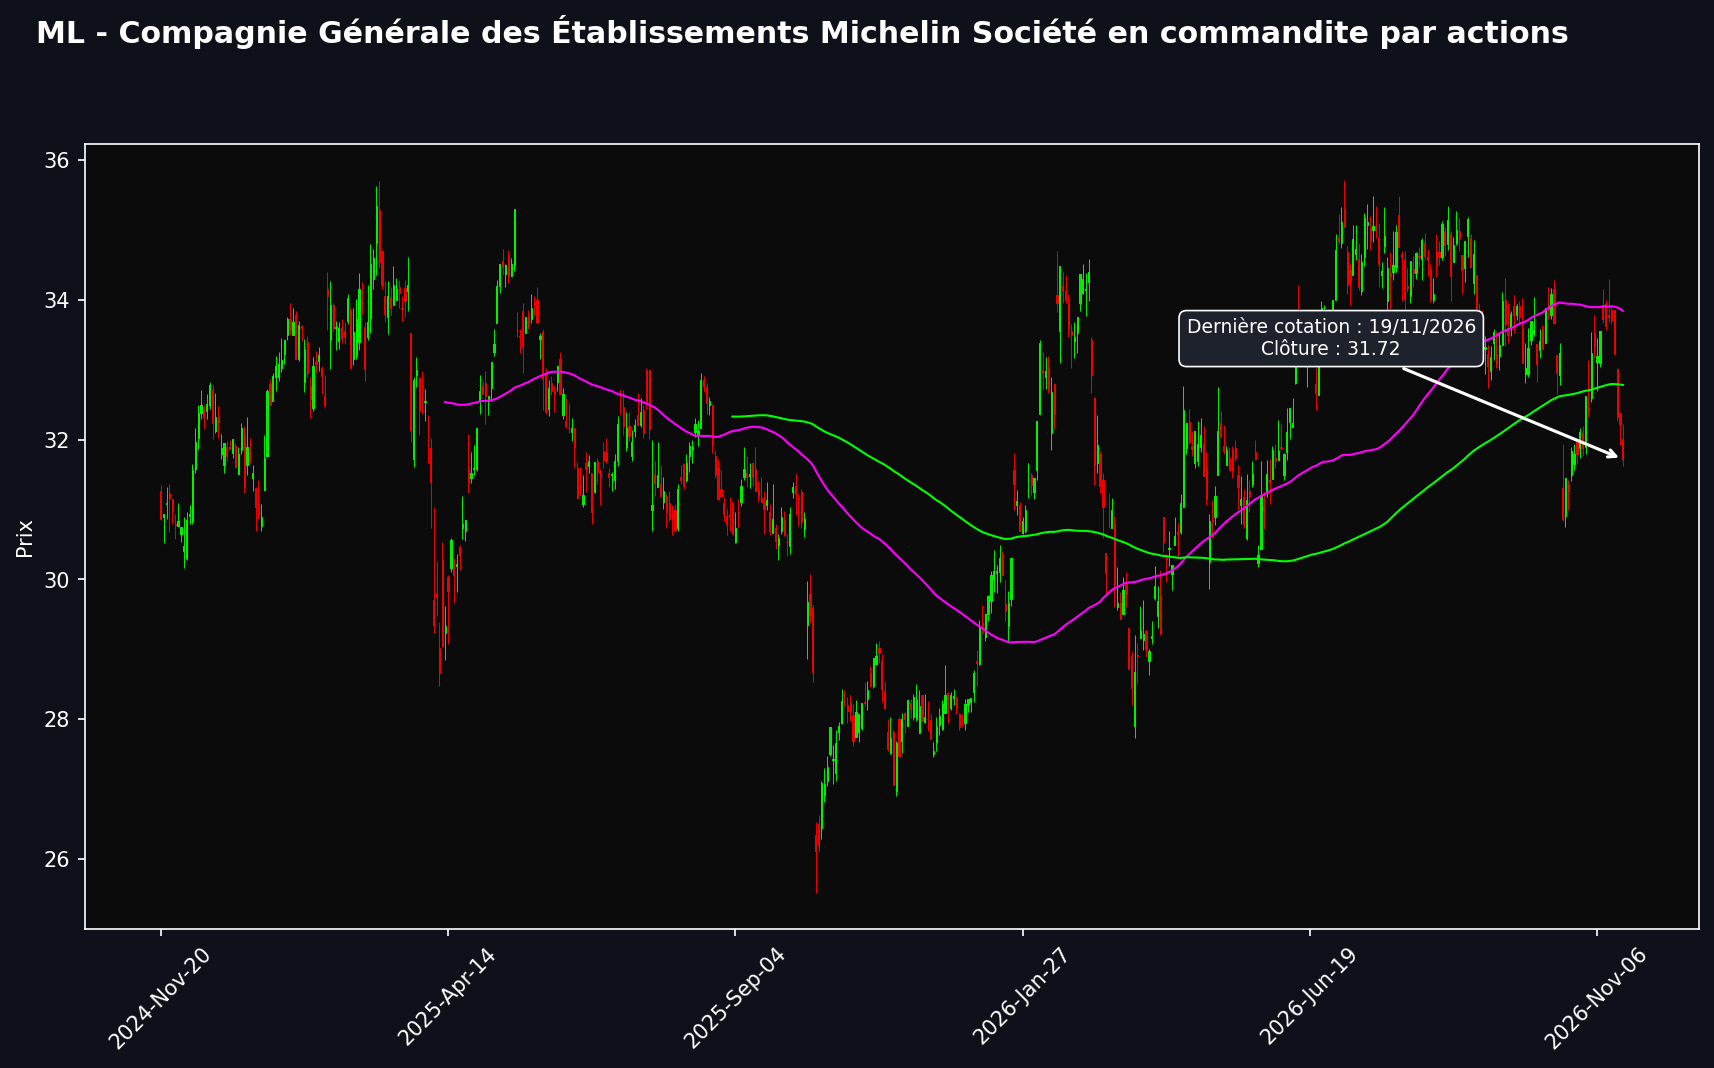 ML - Compagnie Générale des Établissements Michelin Société en commandite par actions
Prix
36
34
32
30
28
26
Dernière cotation : 19/11/2026
Clôture : 31.72
2024-Nov-20
2025-Apr-14
2025-Sep-04
2026-Jan-27
2026-Jun-19
2026-Nov-06